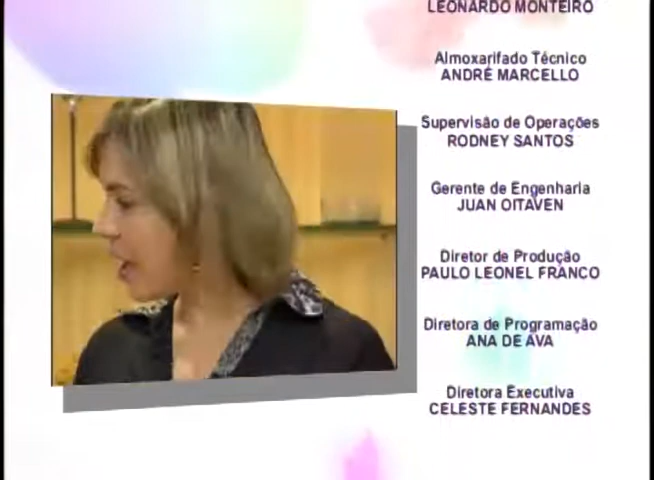 LEONARDO MONTEIRO
Almoxarifado Técnico
ANDRÉ MARCELLO
Supervisão de Operações
RODNEY SANTOS
Gerente de Engenharia
JUAN OITAVEN
Diretor de Produção
PAULO LEONEL FRANCO
Diretora de Programação
ANA DE AVA
Diretora Executiva
CELESTE FERNANDES